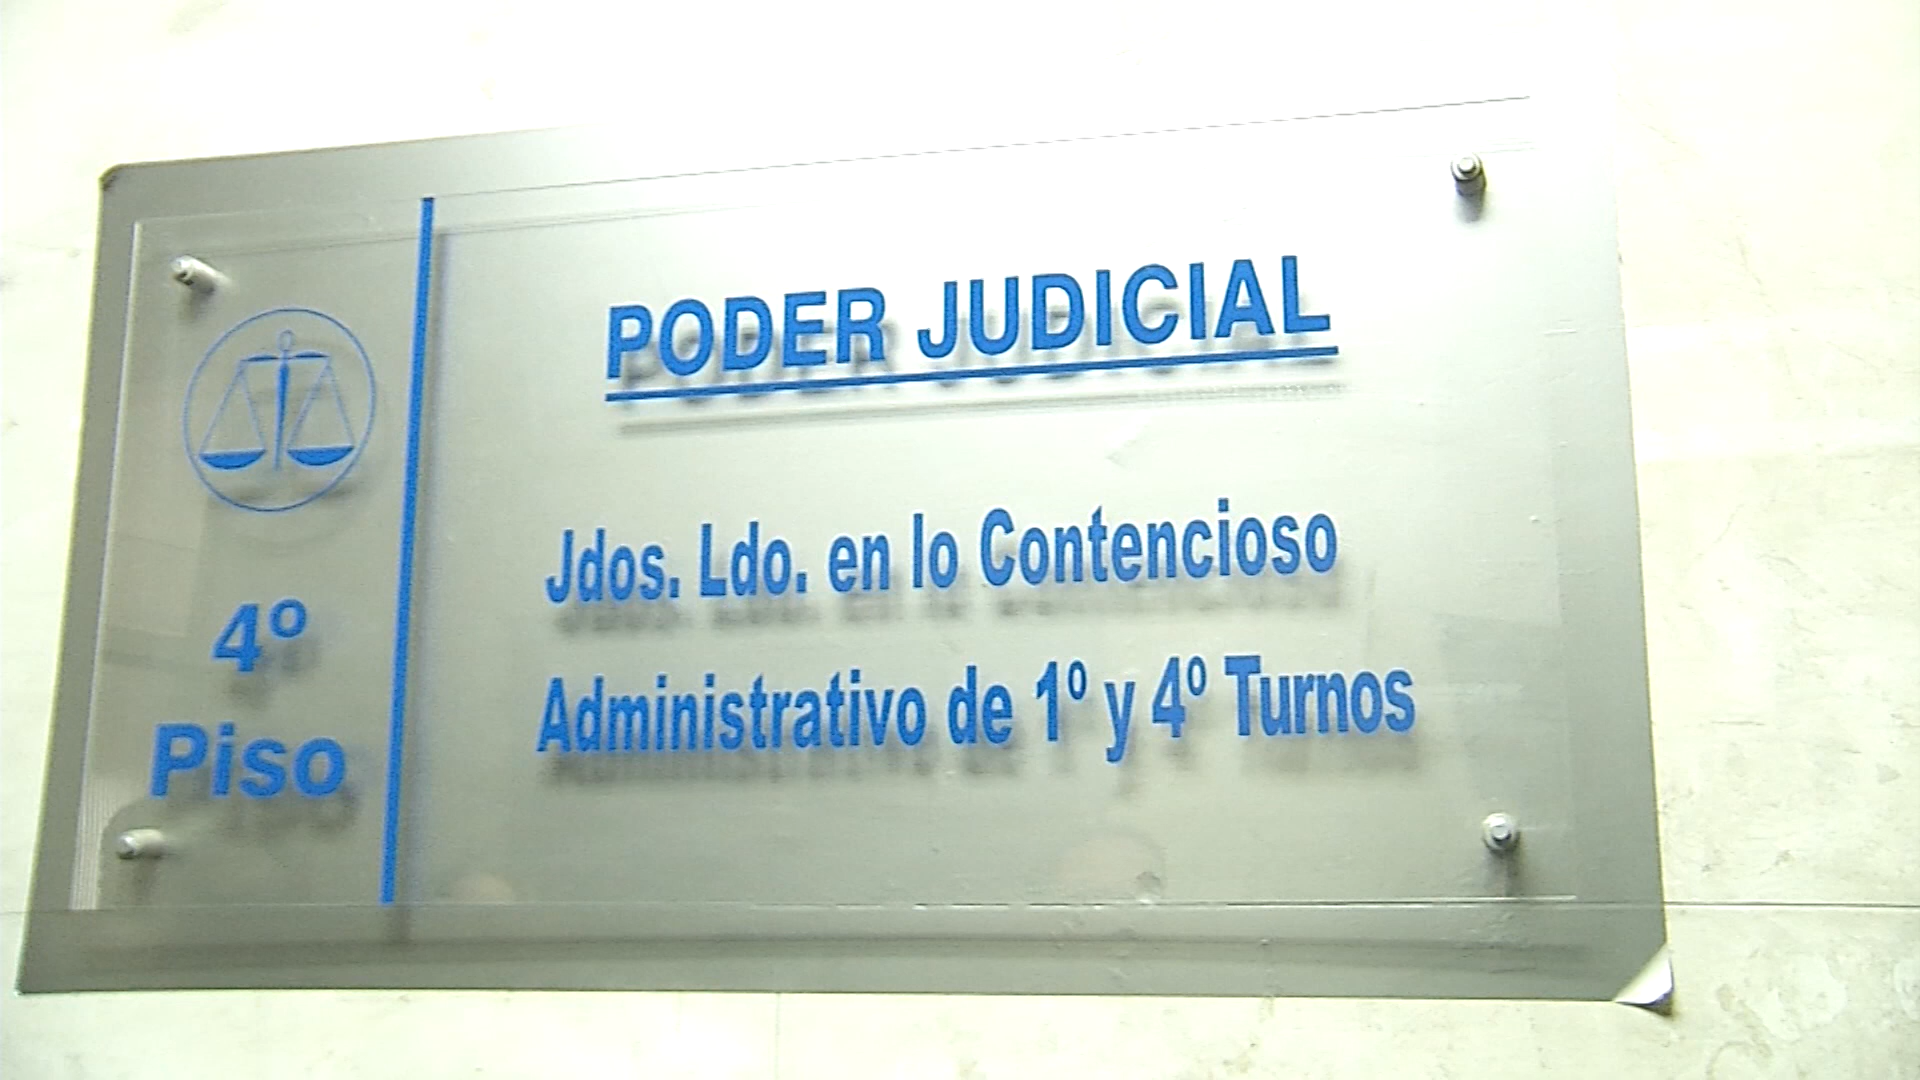 4º
Piso
PODER JUDICIAL
Jdos. Ldo. en lo Contencioso
Administrativo de 1º y 4º Turnos